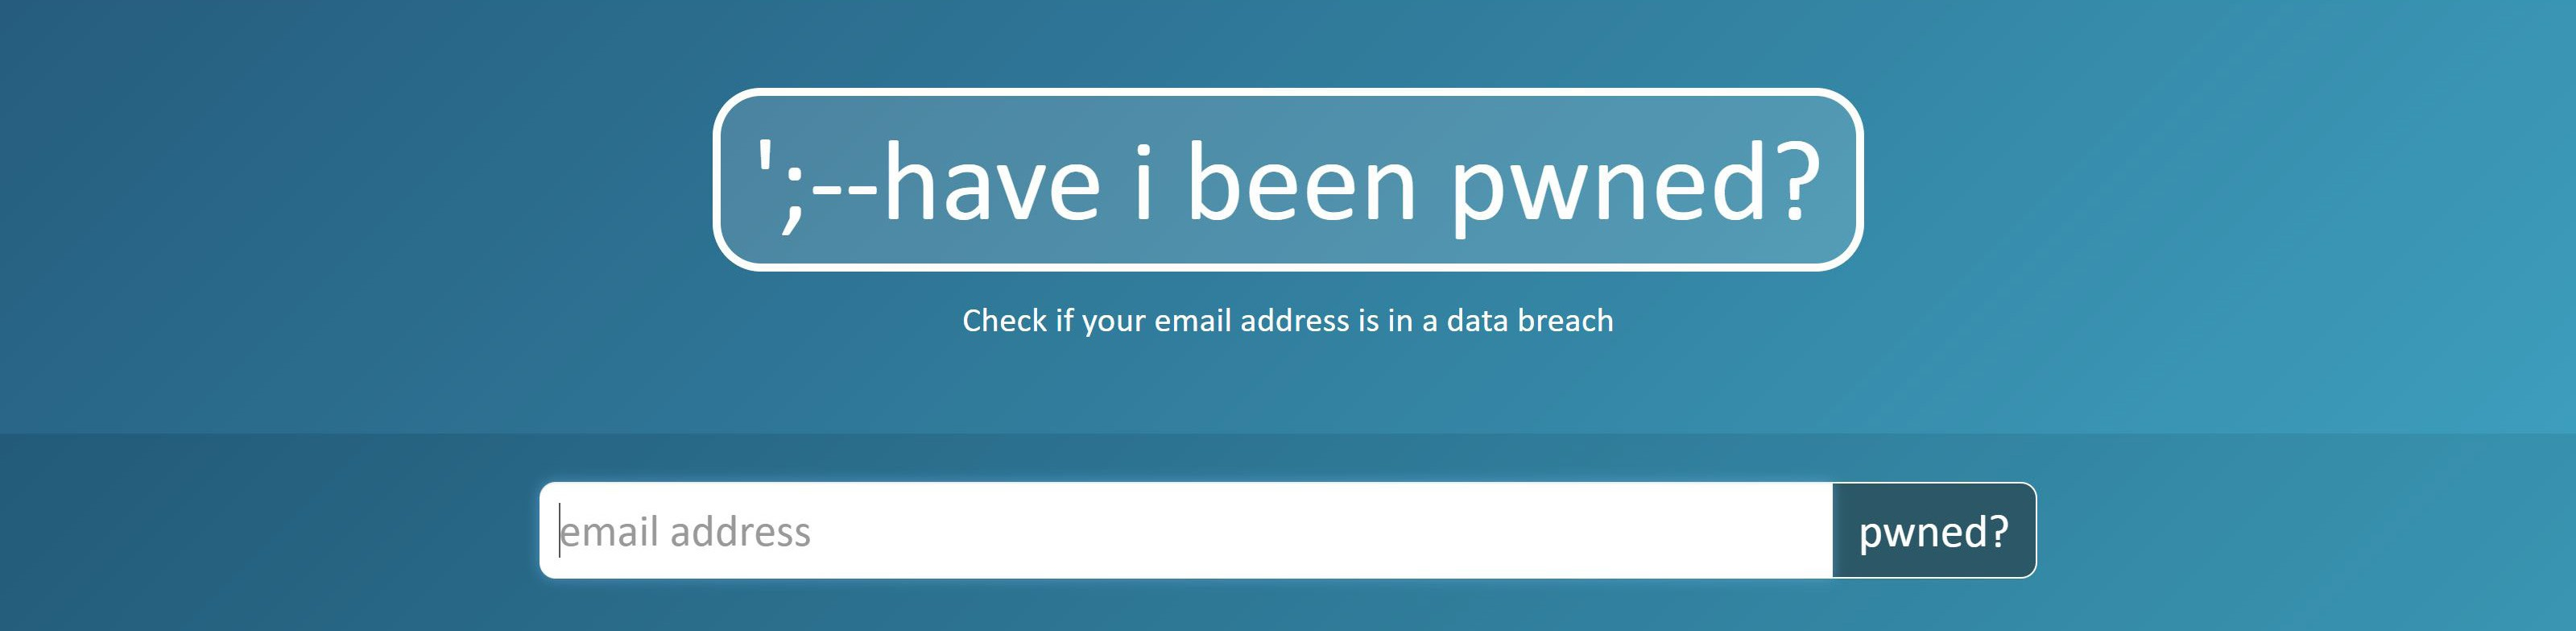 ';--have i been pwned?
Check if your email address is in a data breach
email address
pwned?